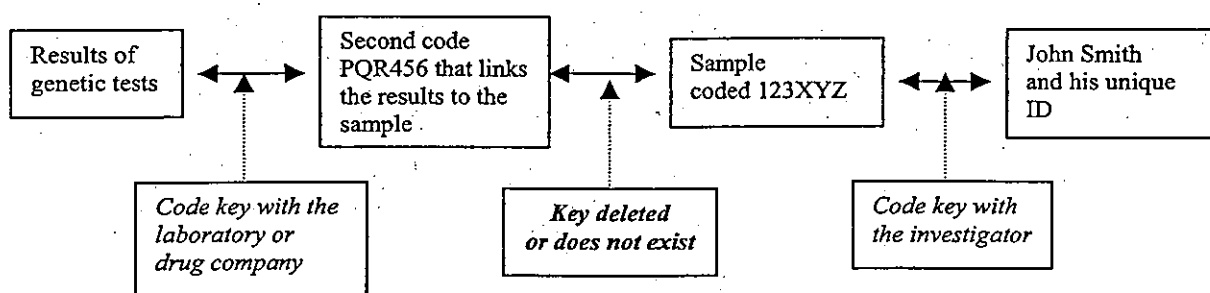 Results of
genetic tests
Second code
PQR456 that links
the results to the
sample
Sample
coded 123XYZ
John Smith
and his unique
ID
Code key with the
laboratory or
drug company
Key deleted
or does not exist
Code key with
the investigator